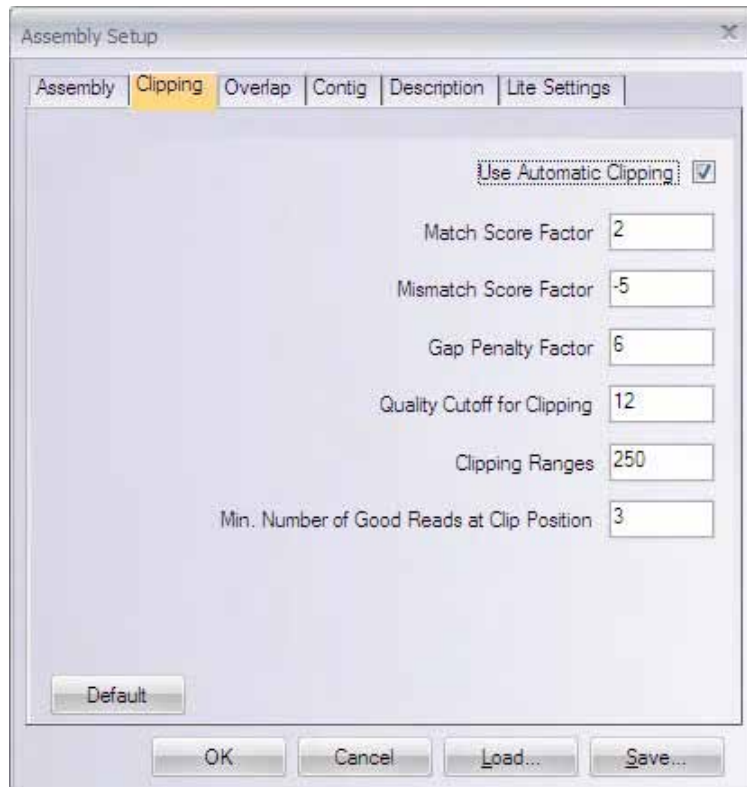 Assembly Setup
Assembly Clipping Overlap Contig Description Lite Settings
Use Automatic Clipping
Match Score Factor 2
Mismatch Score Factor -5
Gap Penalty Factor 6
Quality Cutoff for Clipping 12
Clipping Ranges 250
Min. Number of Good Reads at Clip Position 3
Default
OK Cancel Load... Save...